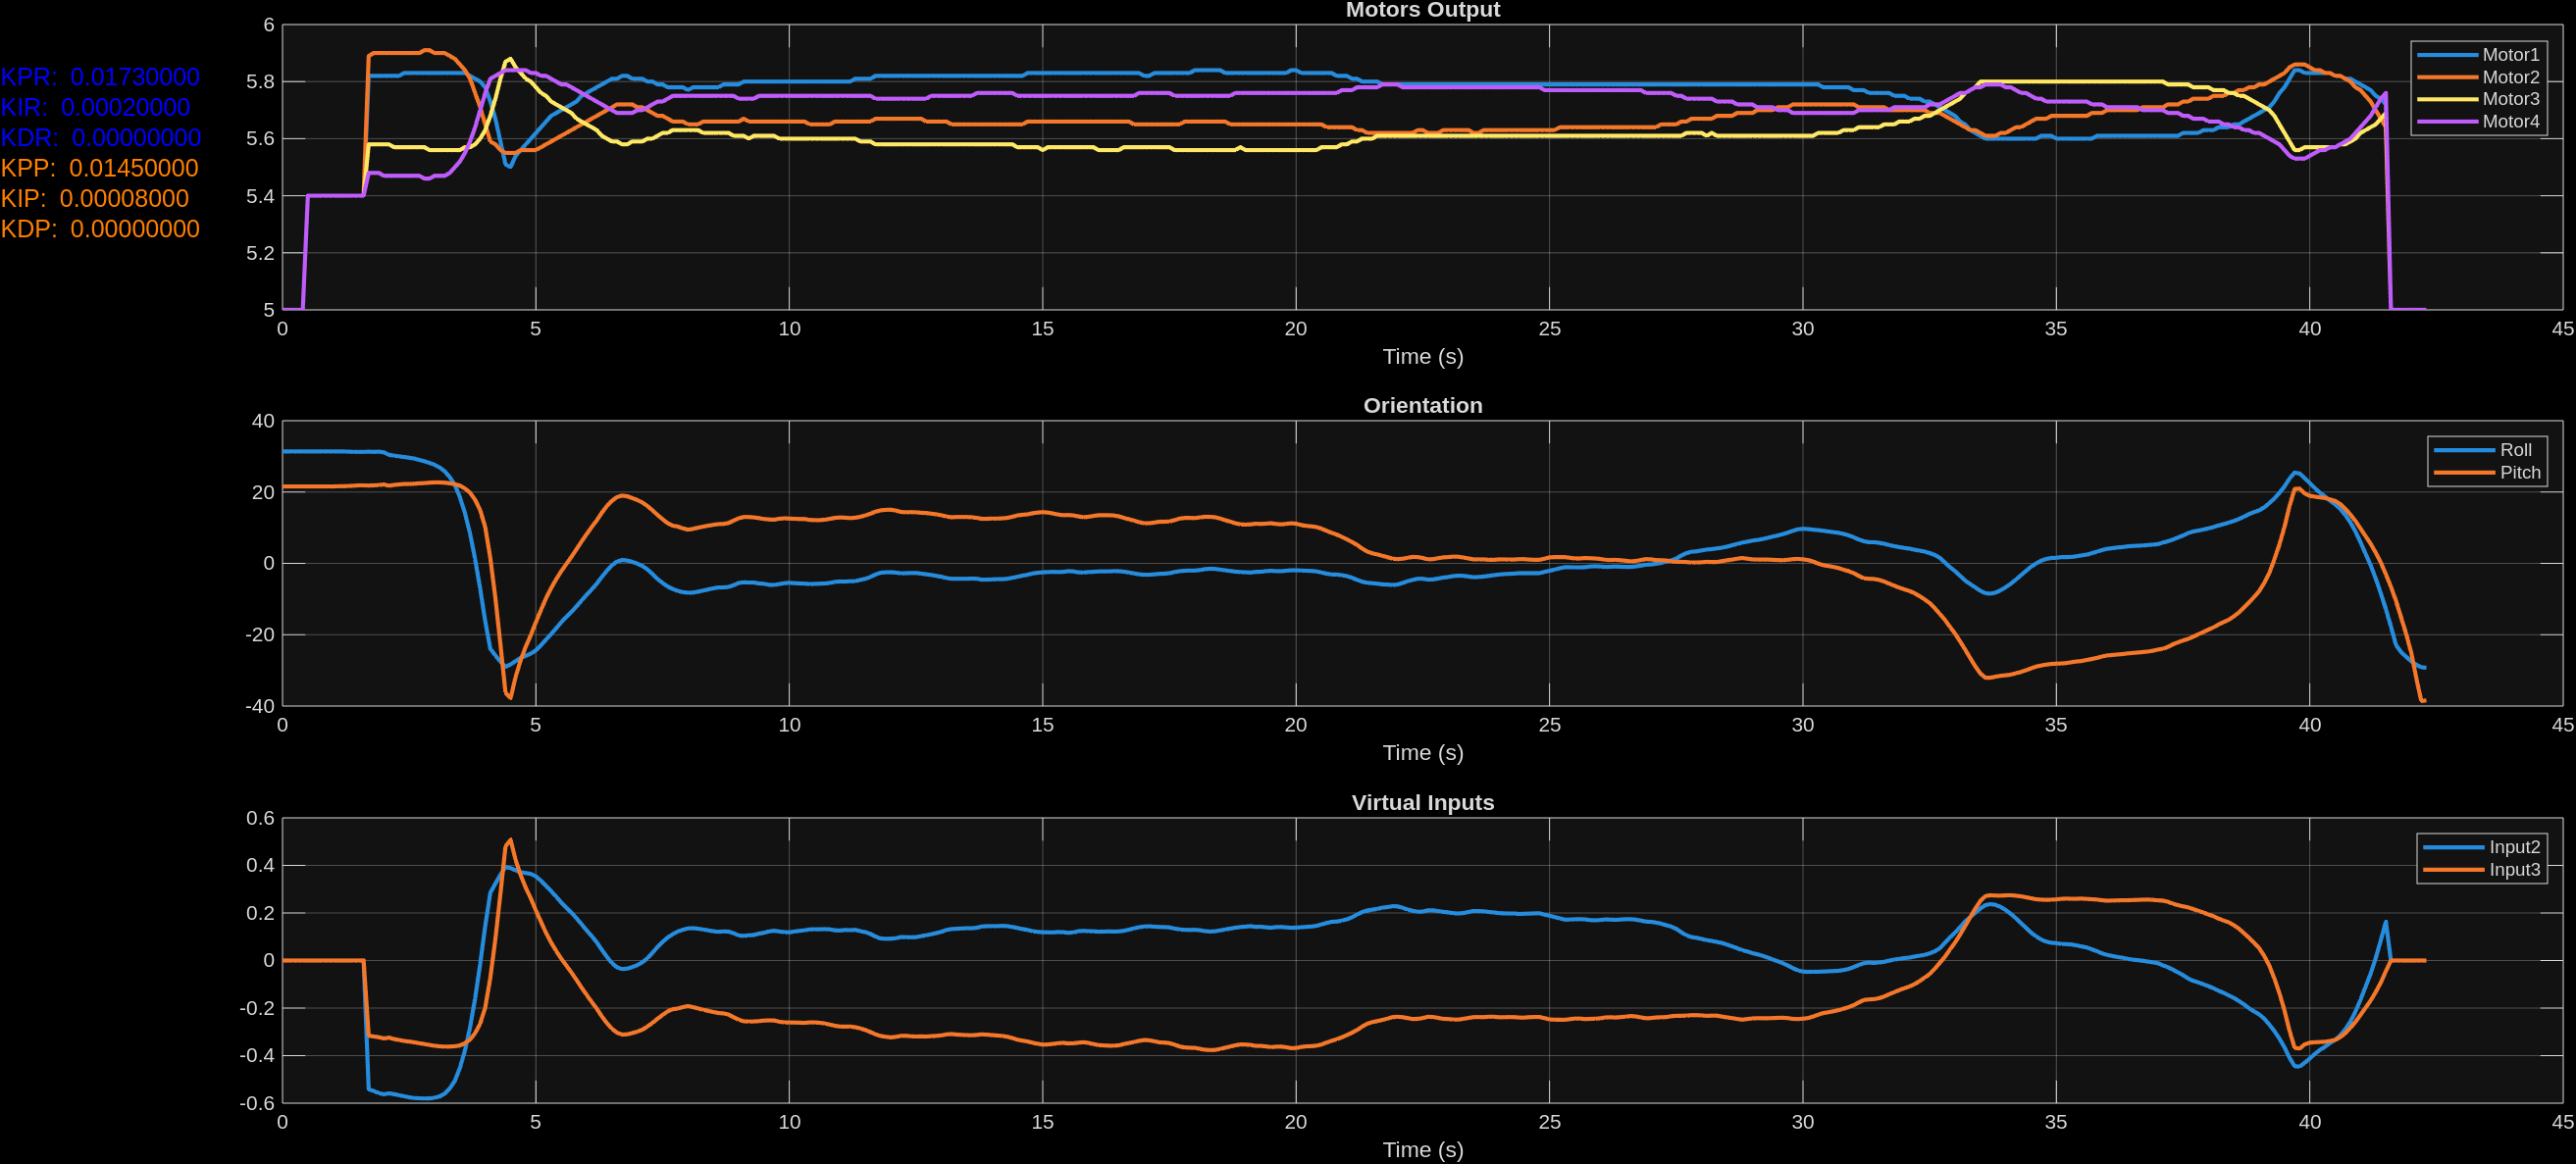 Motors Output
KPR: 0.01730000
KIR: 0.00020000
KDR: 0.00000000
KPP: 0.01450000
KIP: 0.00008000
KDP: 0.00000000
6
5.8
5.6
5.4
5.2
5
Motor1
Motor2
Motor3
Motor4
0 5 10 15 20 25 30 35 40 45
Time (s)
Orientation
40
20
0
-20
-40
Roll
Pitch
0 5 10 15 20 25 30 35 40 45
Time (s)
Virtual Inputs
0.6
0.4
0.2
0
-0.2
-0.4
-0.6
Input2
Input3
0 5 10 15 20 25 30 35 40 45
Time (s)